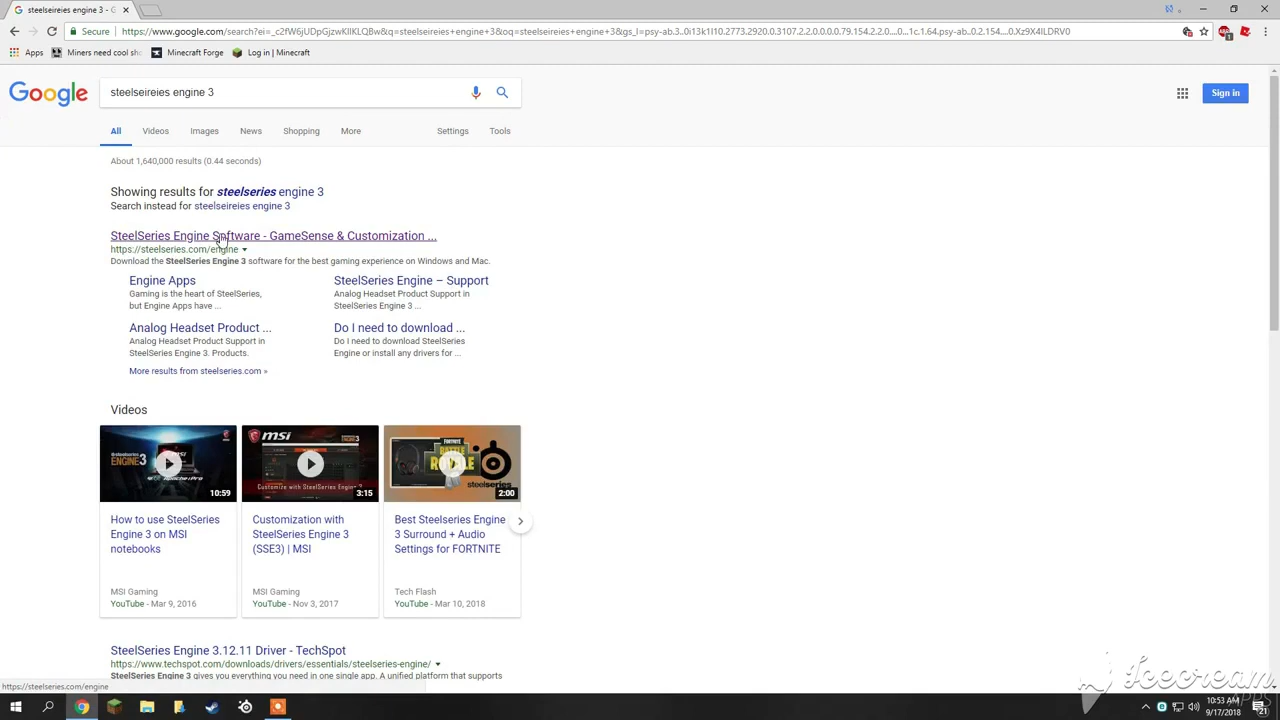 steelseireies engine 3 - G
Secure
https://www.google.com/search?ei=_c2fW6jUDpGjzwKllKLQBw&q=steelseireies+engine+3&oq=steelseireies+engine+3&gs_l=psy-ab.3..0i13k1l10.2773.2920.0.3107.2.2.0.0.0.0.79.154.2.2.0....0...1c.1.64.psy-ab..0.2.154....0.Xz9X4ILDRV0
Apps
Miners need cool sh
Minecraft Forge
Log in | Minecraft
Google
steelseireies engine 3
Sign in
All
Videos
Images
News
Shopping
More
Settings
Tools
About 1,640,000 results (0.44 seconds)
Showing results for steelseries engine 3
Search instead for steelseireies engine 3
SteelSeries Engine Software - GameSense & Customization ...
https://steelseries.com/engine
Download the SteelSeries Engine 3 software for the best gaming experience on Windows and Mac.
Engine Apps
Gaming is the heart of SteelSeries,
but Engine Apps have ...
SteelSeries Engine – Support
Analog Headset Product Support in
SteelSeries Engine 3 ...
Analog Headset Product ...
Analog Headset Product Support in
SteelSeries Engine 3. Products.
Do I need to download ...
Do I need to download SteelSeries
Engine or install any drivers for ...
More results from steelseries.com »
Videos
ENGINE3
10:59
msi
Customize with SteelSeries Engine 3
3:15
FORTNITE
steelseries
2:00
How to use SteelSeries
Engine 3 on MSI
notebooks
MSI Gaming
YouTube - Mar 9, 2016
Customization with
SteelSeries Engine 3
(SSE3) | MSI
MSI Gaming
YouTube - Nov 3, 2017
Best Steelseries Engine
3 Surround + Audio
Settings for FORTNITE
Tech Flash
YouTube - Mar 10, 2018
SteelSeries Engine 3.12.11 Driver - TechSpot
https://www.techspot.com/downloads/drivers/essentials/steelseries-engine/
SteelSeries Engine 3 gives you everything you need in one single app. A unified platform that supports
https://steelseries.com/engine
Icecream
APPS
10:53 AM
9/17/2018
21